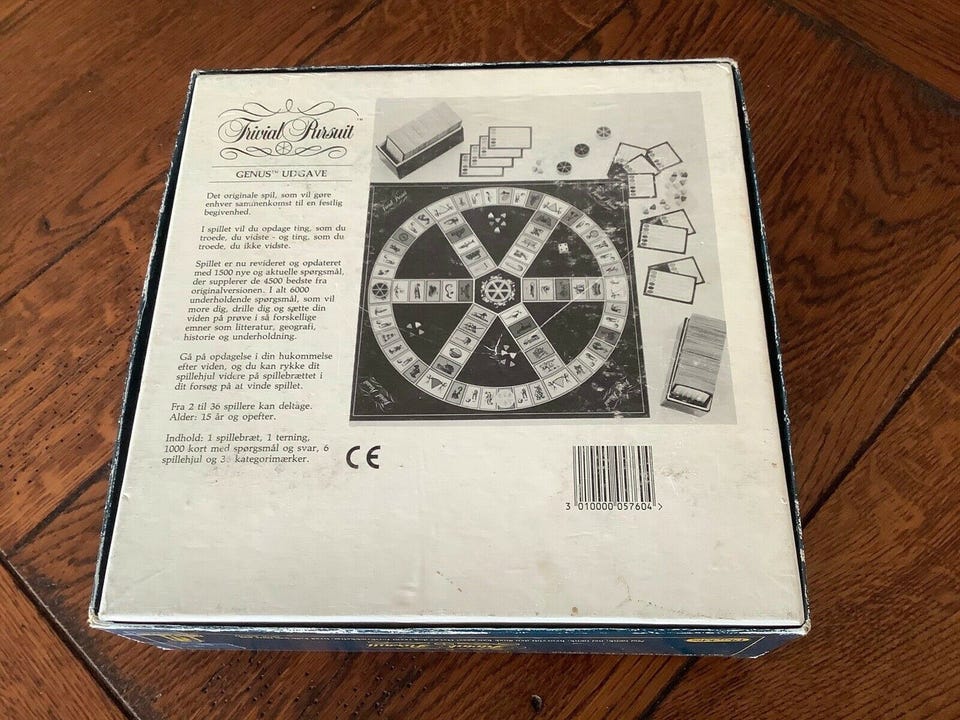 Trivial Pursuit™
GENUS™ UDGAVE
Det originale spil, som vil gøre
enhver sammenkomst til en festlig
begivenhed.
I spillet vil du opdage ting, som du
troede, du vidste - og ting, som du
troede, du ikke vidste.
Spillet er nu revideret og opdateret
med 1500 nye og aktuelle spørgsmål,
der supplerer de 4500 bedste fra
originalversionen. I alt 6000
underholdende spørgsmål, som vil
more dig, drille dig og sætte din
viden på prøve i så forskellige
emner som litteratur, geografi,
historie og underholdning.
Gå på opdagelse i din hukommelse
efter viden, og du kan rykke dit
spillehjul videre på spillebrættet i
dit forsøg på at vinde spillet.
Fra 2 til 36 spillere kan deltage.
Alder: 15 år og opefter.
Indhold: 1 spillebræt, 1 terning,
1000 kort med spørgsmål og svar, 6
spillehjul og 3 kategorimærker.
CE
3 010000 057604 >
Trivial Pursuit